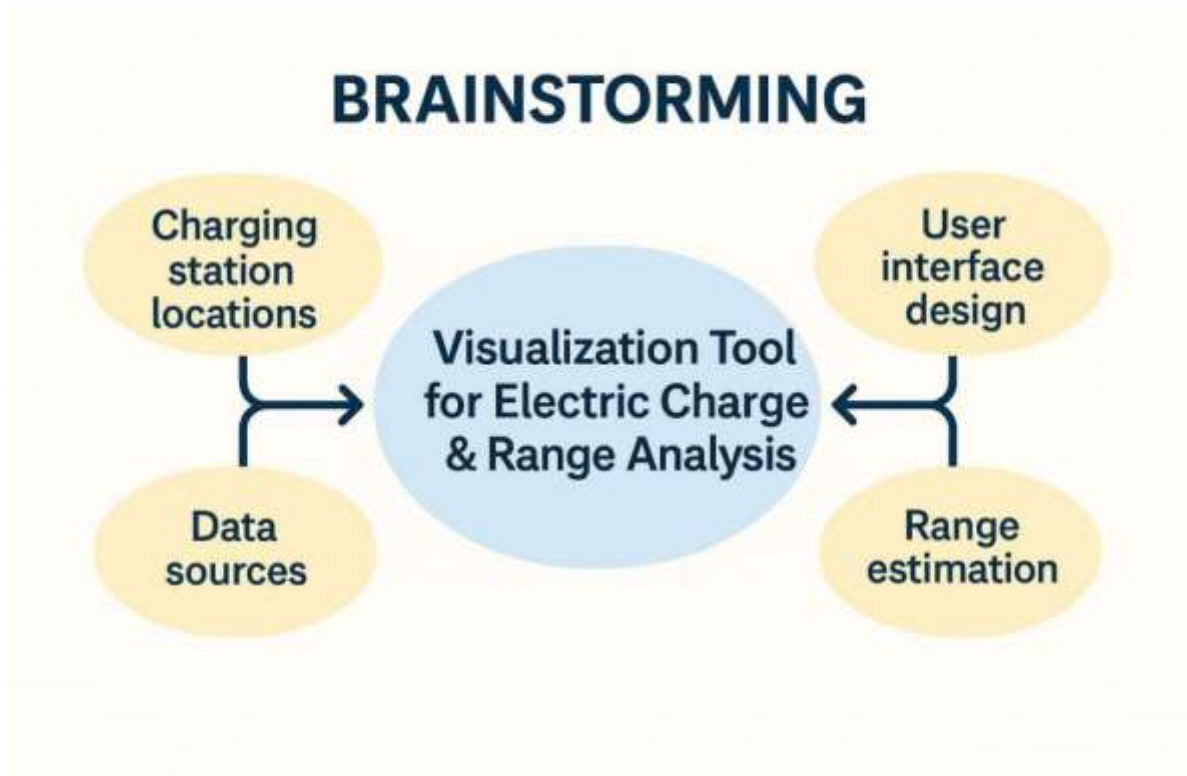 BRAINSTORMING
Charging
station
locations
User
interface
design
Visualization Tool
for Electric Charge
& Range Analysis
Data
sources
Range
estimation